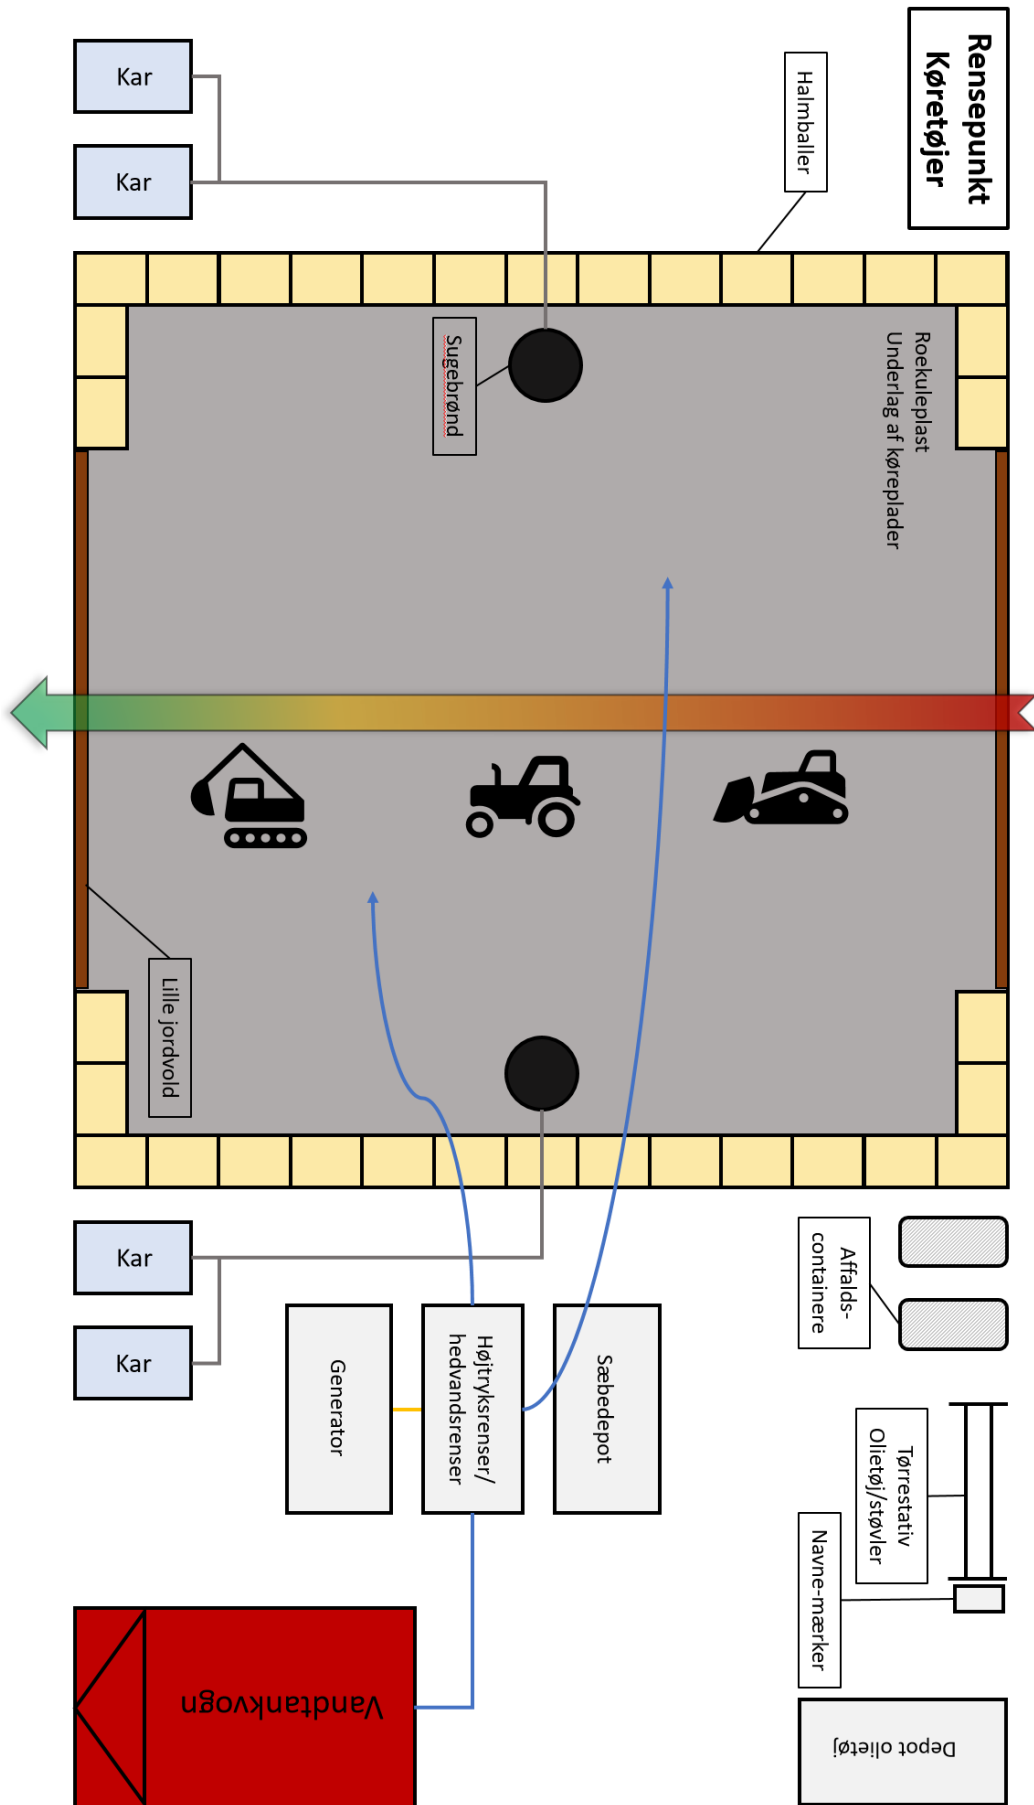 Rensepunkt
Køretøjer
Halmballer
Kar
Kar
Roekuleplast
Underlag af køreplader
Sugebrønd
Lille jordvold
Kar
Kar
Affalds-
containere
Generator
Højtryksrenser/
hedvandsrenser
Sæbedepot
Tørrestativ
Olietøj/støvler
Navne-mærker
Vandtankvogn
Depot olietøj